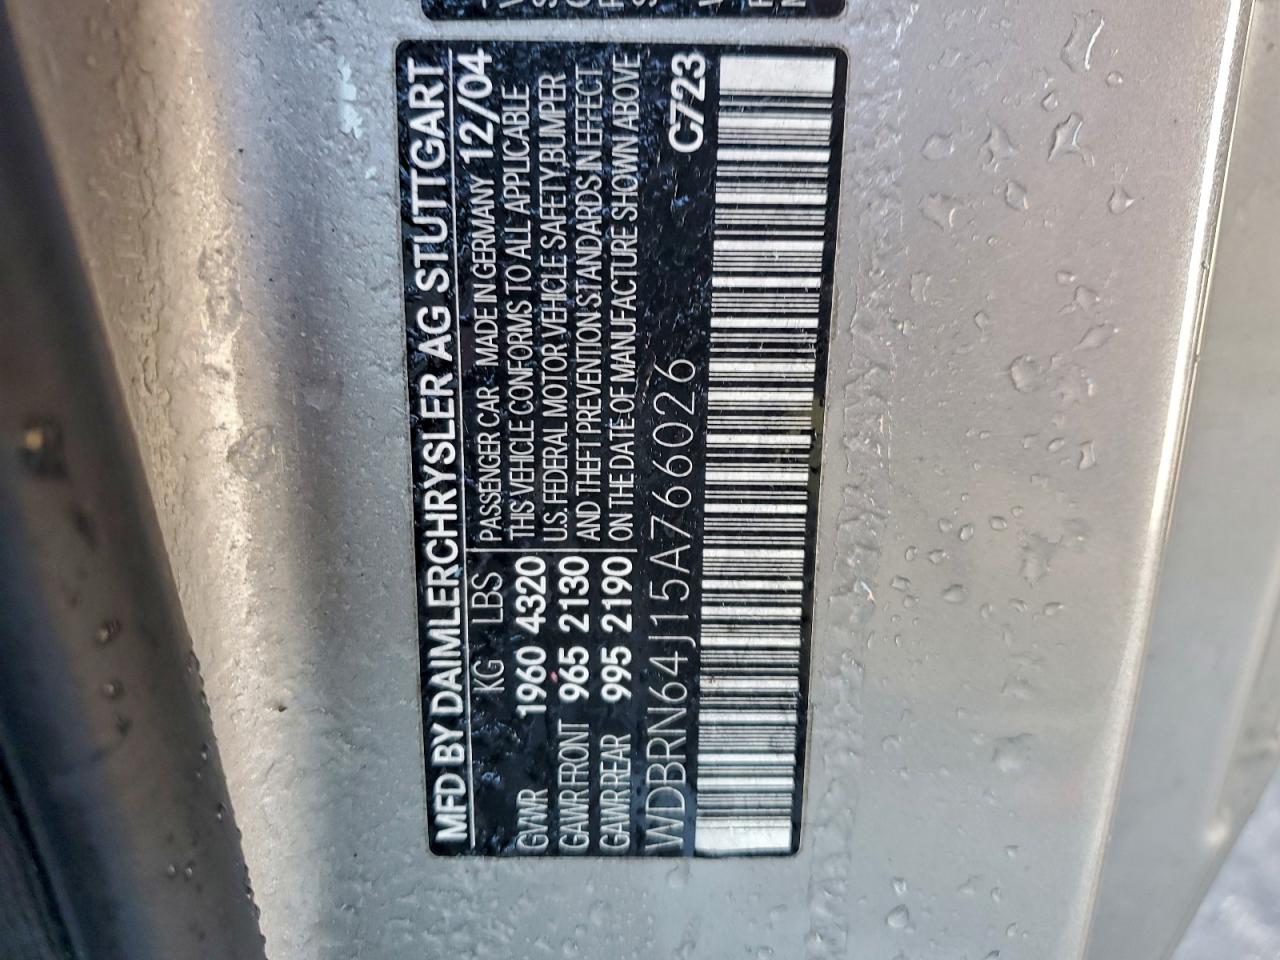 MFD BY DAIMLERCHRYSLER AG STUTTGART
KG LBS
PASSENGER CAR MADE IN GERMANY 12/04
GVWR 1960 4320
THIS VEHICLE CONFORMS TO ALL APPLICABLE
U.S. FEDERAL MOTOR VEHICLE SAFETY,BUMPER
GAWR FRONT 965 2130
AND THEFT PREVENTION STANDARDS IN EFFECT
GAWR REAR 995 2190
ON THE DATE OF MANUFACTURE SHOWN ABOVE
WDBRN64J15A766026
C723